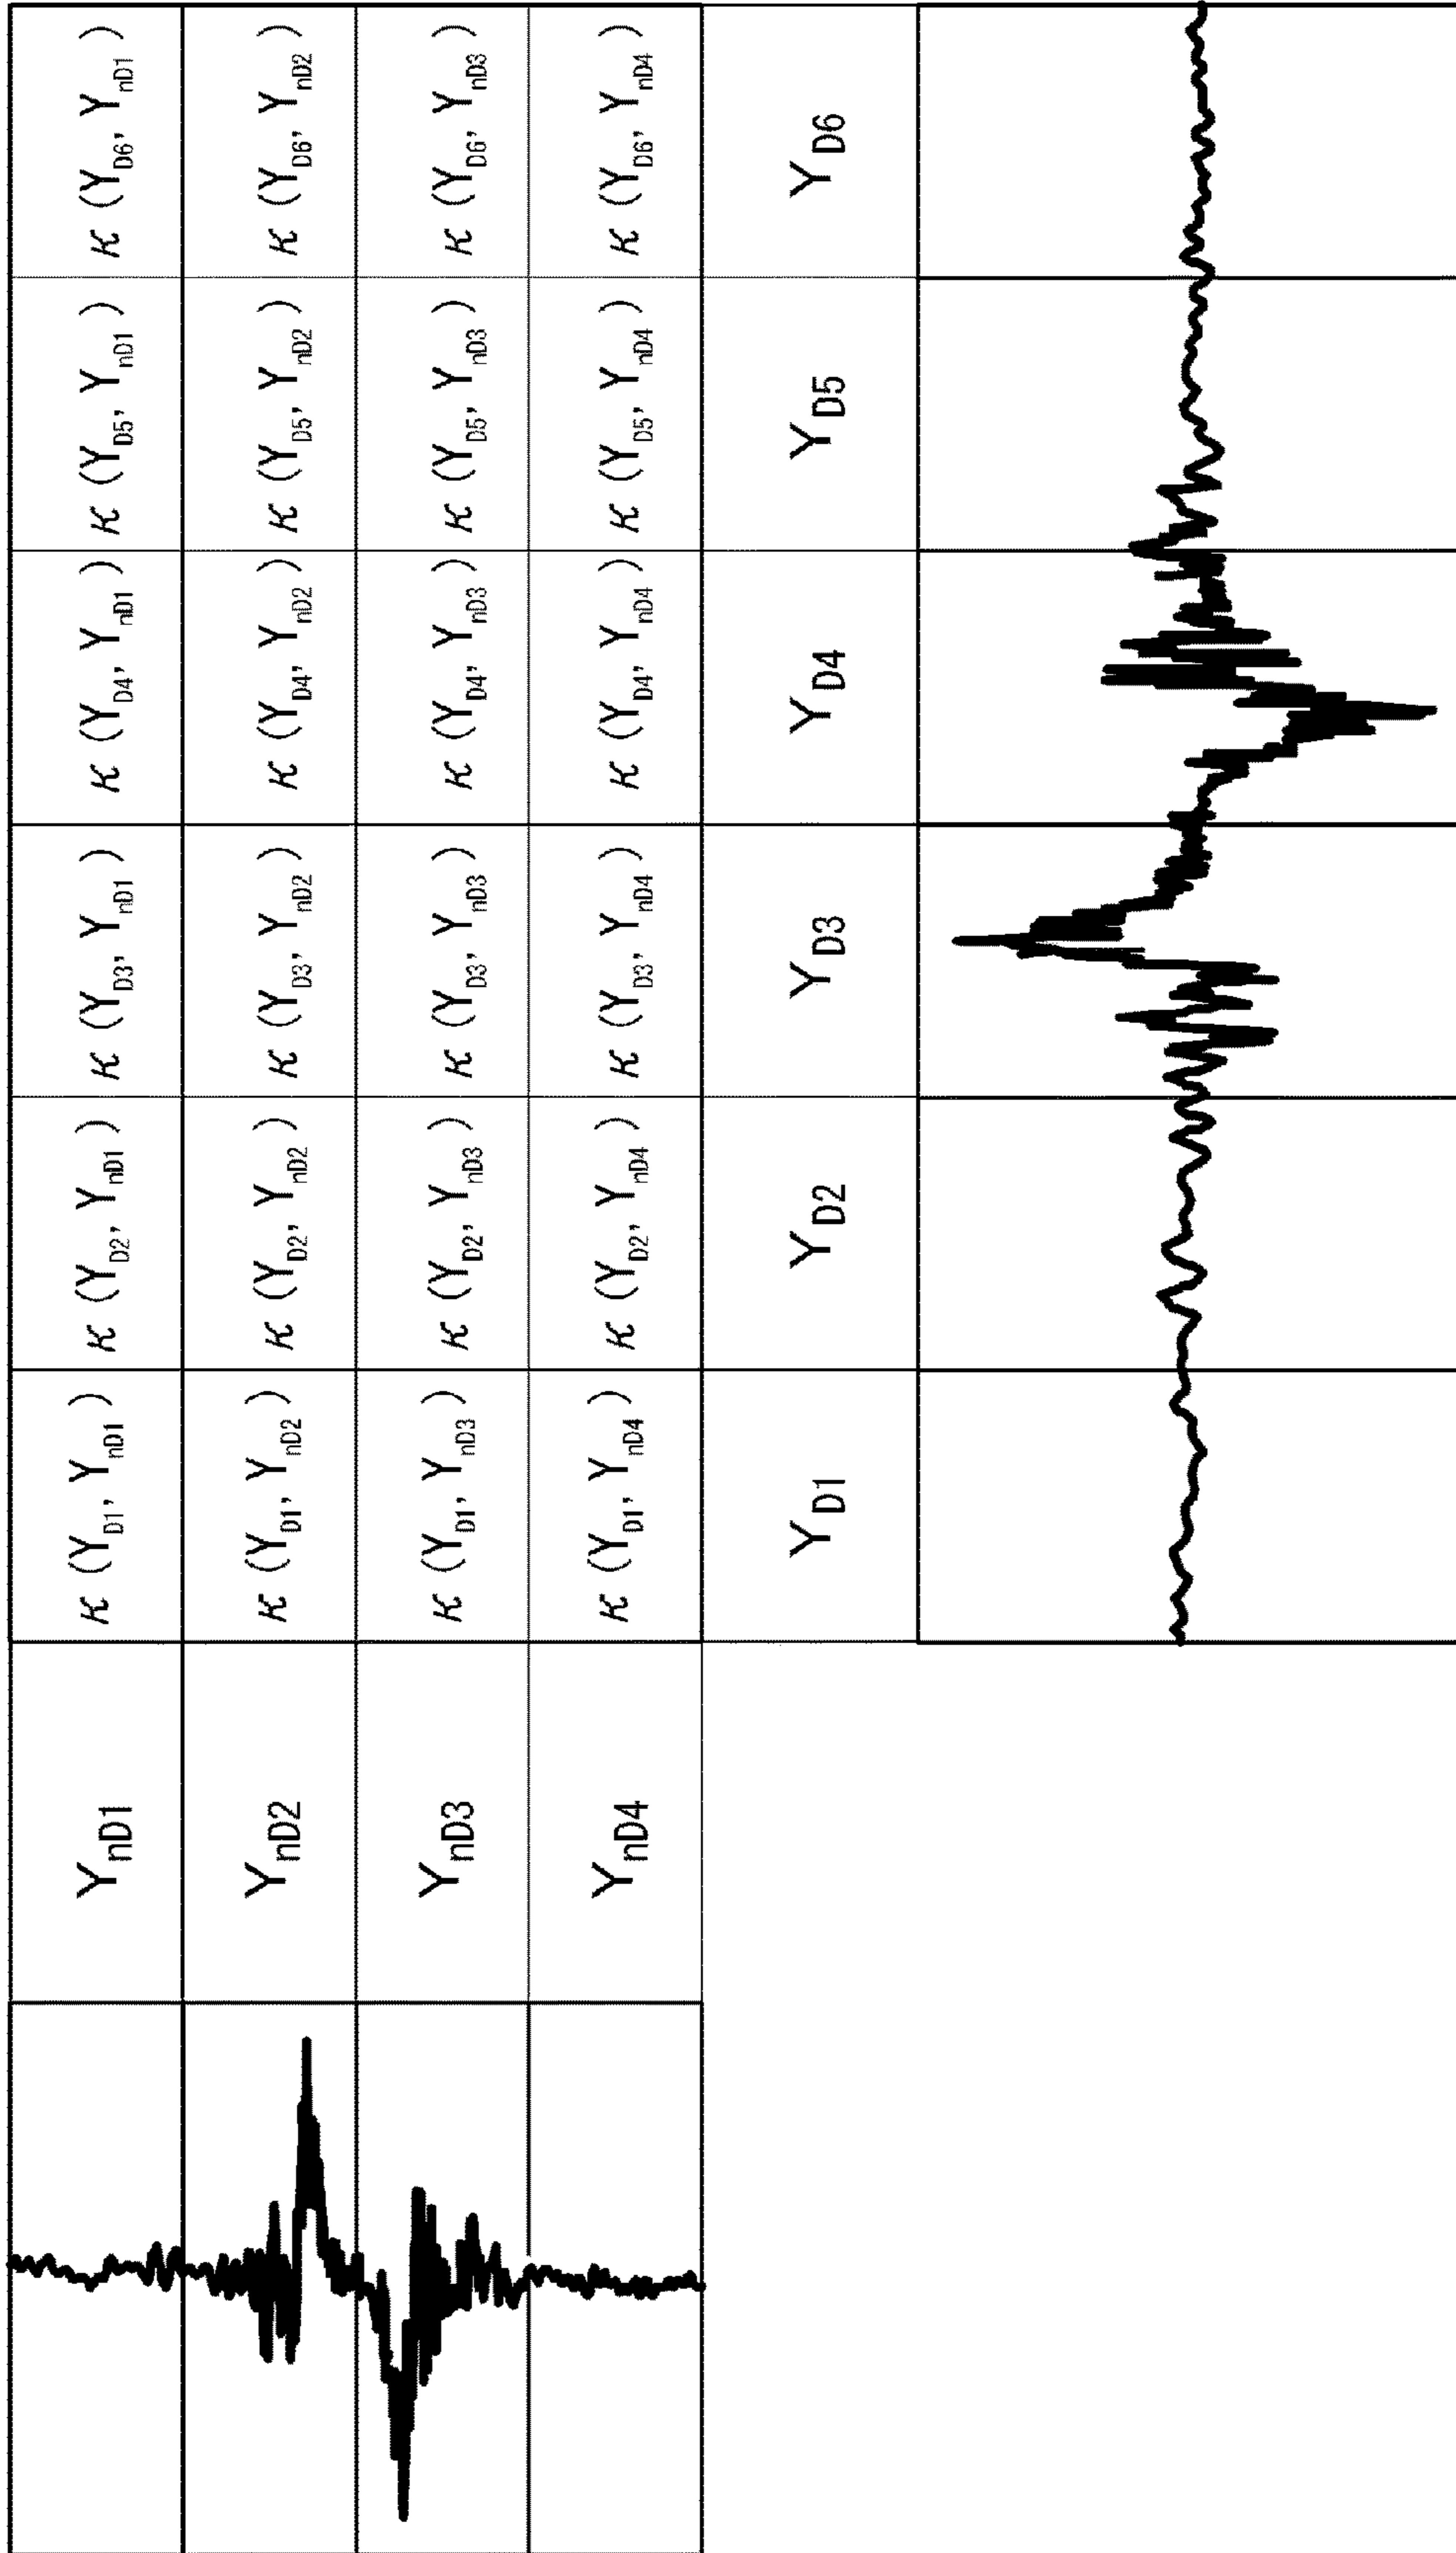 Y_nD1 κ (Y_D1, Y_nD1) κ (Y_D2, Y_nD1) κ (Y_D3, Y_nD1) κ (Y_D4, Y_nD1) κ (Y_D5, Y_nD1) κ (Y_D6, Y_nD1)
Y_nD2 κ (Y_D1, Y_nD2) κ (Y_D2, Y_nD2) κ (Y_D3, Y_nD2) κ (Y_D4, Y_nD2) κ (Y_D5, Y_nD2) κ (Y_D6, Y_nD2)
Y_nD3 κ (Y_D1, Y_nD3) κ (Y_D2, Y_nD3) κ (Y_D3, Y_nD3) κ (Y_D4, Y_nD3) κ (Y_D5, Y_nD3) κ (Y_D6, Y_nD3)
Y_nD4 κ (Y_D1, Y_nD4) κ (Y_D2, Y_nD4) κ (Y_D3, Y_nD4) κ (Y_D4, Y_nD4) κ (Y_D5, Y_nD4) κ (Y_D6, Y_nD4)
Y_D1 Y_D2 Y_D3 Y_D4 Y_D5 Y_D6